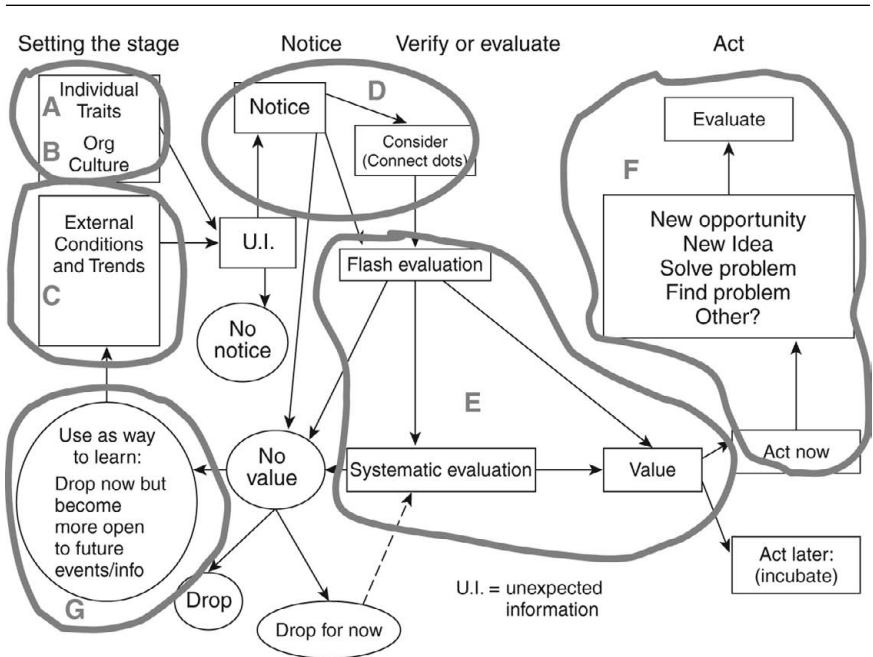 Setting the stage
Notice
Verify or evaluate
Act
A
Individual
Traits
B
Org
Culture
C
External
Conditions
and Trends
U.I.
No
notice
Notice
D
Consider
(Connect dots)
Flash evaluation
E
Systematic evaluation
Value
No
value
Use as way
to learn:
Drop now but
become
more open
to future
events/info
G
Drop
Drop for now
U.I. = unexpected
information
Evaluate
F
New opportunity
New Idea
Solve problem
Find problem
Other?
Act now
Act later:
(incubate)